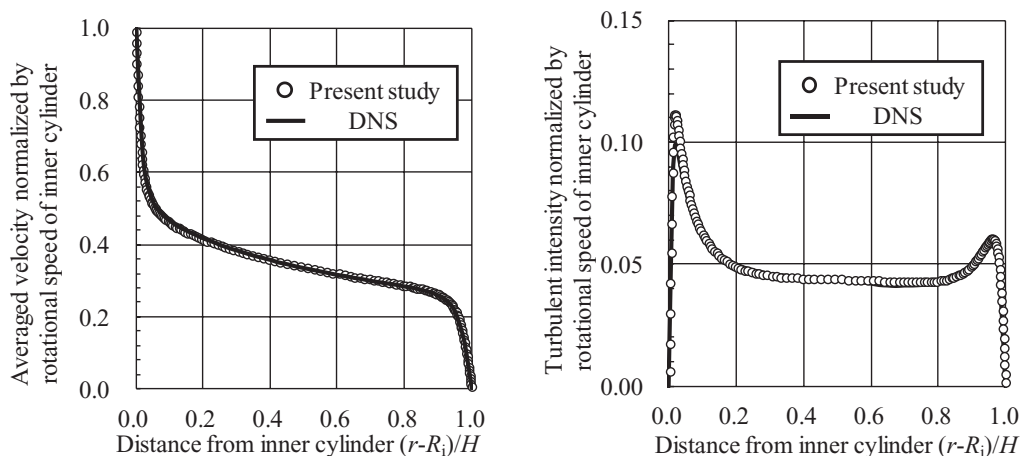 Averaged velocity normalized by
rotational speed of inner cylinder
1.0
0.8
0.6
0.4
0.2
0.0
Present study
DNS
0.0 0.2 0.4 0.6 0.8 1.0
Distance from inner cylinder (r-Ri)/H
Turbulent intensity normalized by
rotational speed of inner cylinder
0.15
0.10
0.05
0.00
Present study
DNS
0.0 0.2 0.4 0.6 0.8 1.0
Distance from inner cylinder (r-Ri)/H